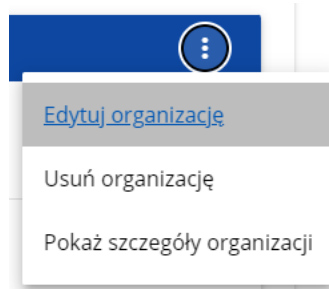 Edytuj organizację
Usuń organizację
Pokaż szczegóły organizacji